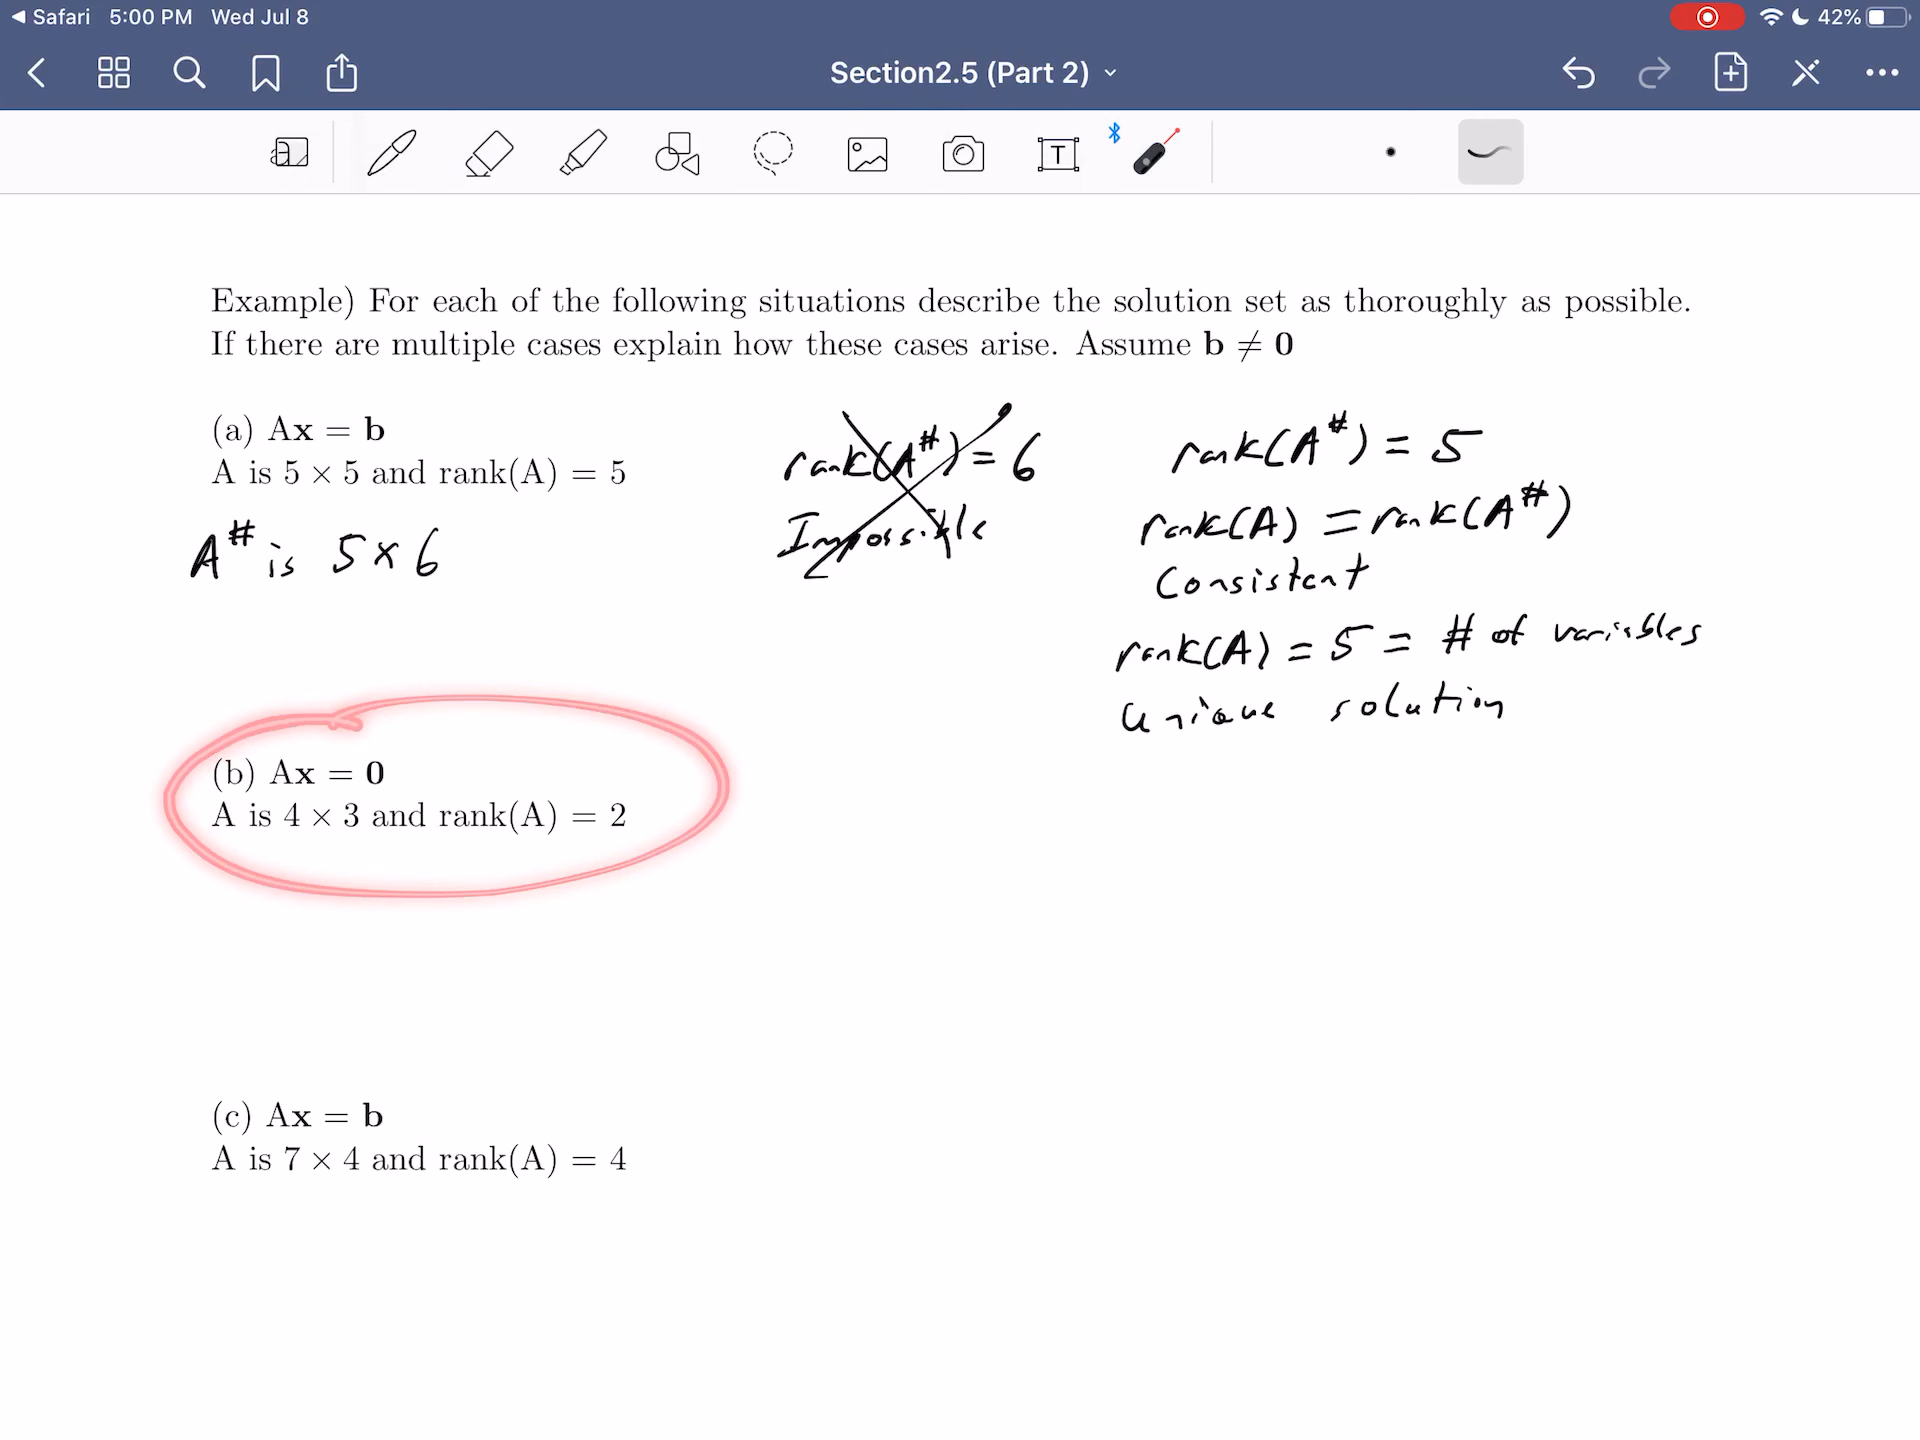 Safari 5:00 PM Wed Jul 8 42%
Section2.5 (Part 2)
T
Example) For each of the following situations describe the solution set as thoroughly as possible.
If there are multiple cases explain how these cases arise. Assume b ≠ 0
(a) Ax = b
A is 5 × 5 and rank(A) = 5
A# is 5×6
rank(A#) = 6
Impossible
rank(A#) = 5
rank(A) = rank(A#)
Consistent
rank(A) = 5 = # of variables
unique solution
(b) Ax = 0
A is 4 × 3 and rank(A) = 2
(c) Ax = b
A is 7 × 4 and rank(A) = 4